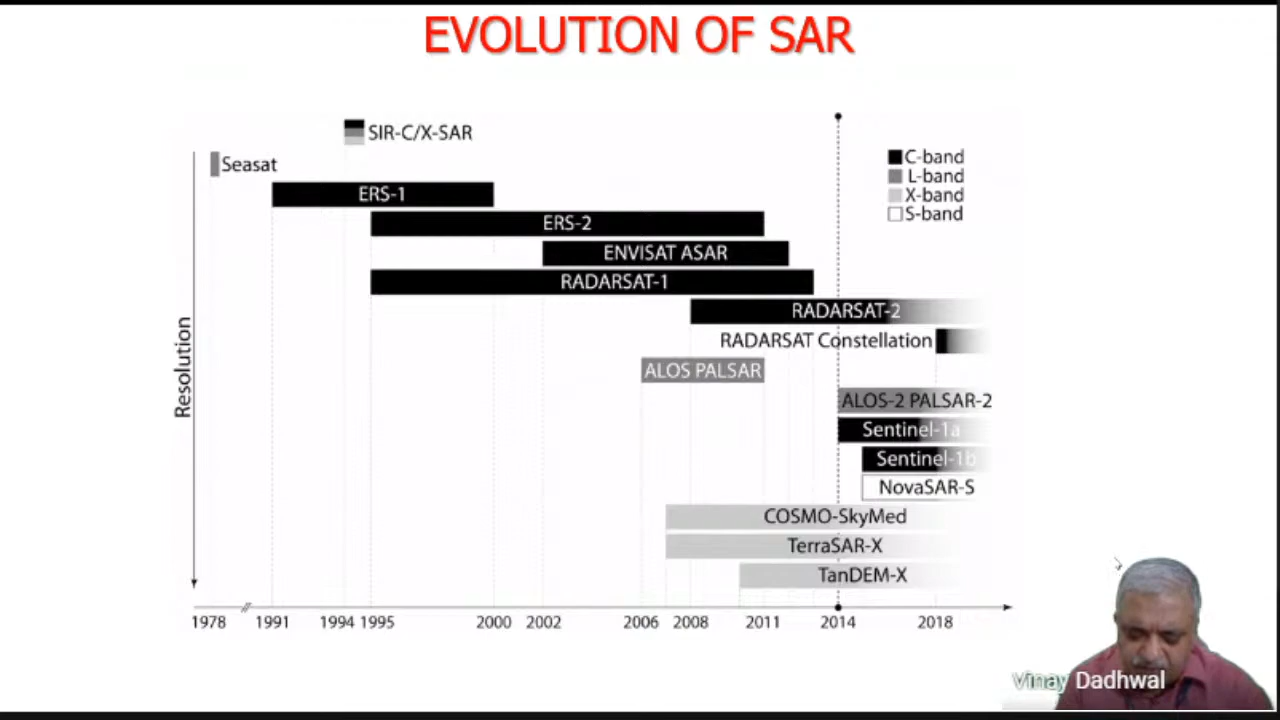 EVOLUTION OF SAR
SIR-C/X-SAR
Seasat
C-band
L-band
X-band
S-band
ERS-1
ERS-2
ENVISAT ASAR
RADARSAT-1
RADARSAT-2
RADARSAT Constellation
ALOS PALSAR
ALOS-2 PALSAR-2
Sentinel-1a
Sentinel-1b
NovaSAR-S
COSMO-SkyMed
TerraSAR-X
TanDEM-X
Resolution
1978 1991 1994 1995 2000 2002 2006 2008 2011 2014 2018
Vinay Dadhwal